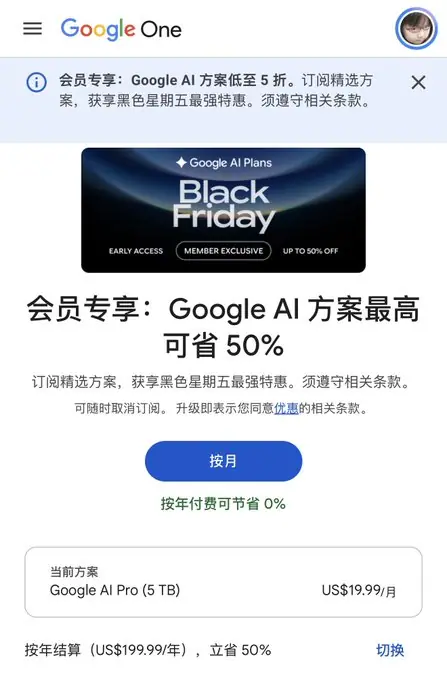 Google One
会员专享：Google AI 方案低至 5 折。订阅精选方
案，获享黑色星期五最强特惠。须遵守相关条款。
Google AI Plans
Black
Friday
EARLY ACCESS MEMBER EXCLUSIVE UP TO 50% OFF
会员专享：Google AI 方案最高
可省 50%
订阅精选方案，获享黑色星期五最强特惠。须遵守相关条款。
可随时取消订阅。 升级即表示您同意优惠的相关条款。
按月
按年付费可节省 0%
当前方案
Google AI Pro (5 TB) US$19.99/月
按年结算（US$199.99/年），立省 50% 切换